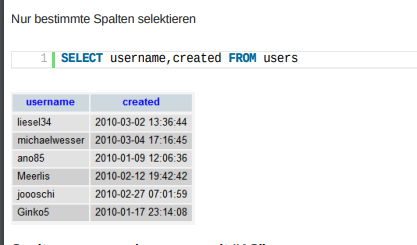 Nur bestimmte Spalten selektieren
1 SELECT username,created FROM users
username created
liesel34 2010-03-02 13:36:44
michaelwesser 2010-03-04 17:16:45
ano85 2010-01-09 12:06:36
Meerlis 2010-02-12 19:42:42
joooschi 2010-02-27 07:01:59
Ginko5 2010-01-17 23:14:08